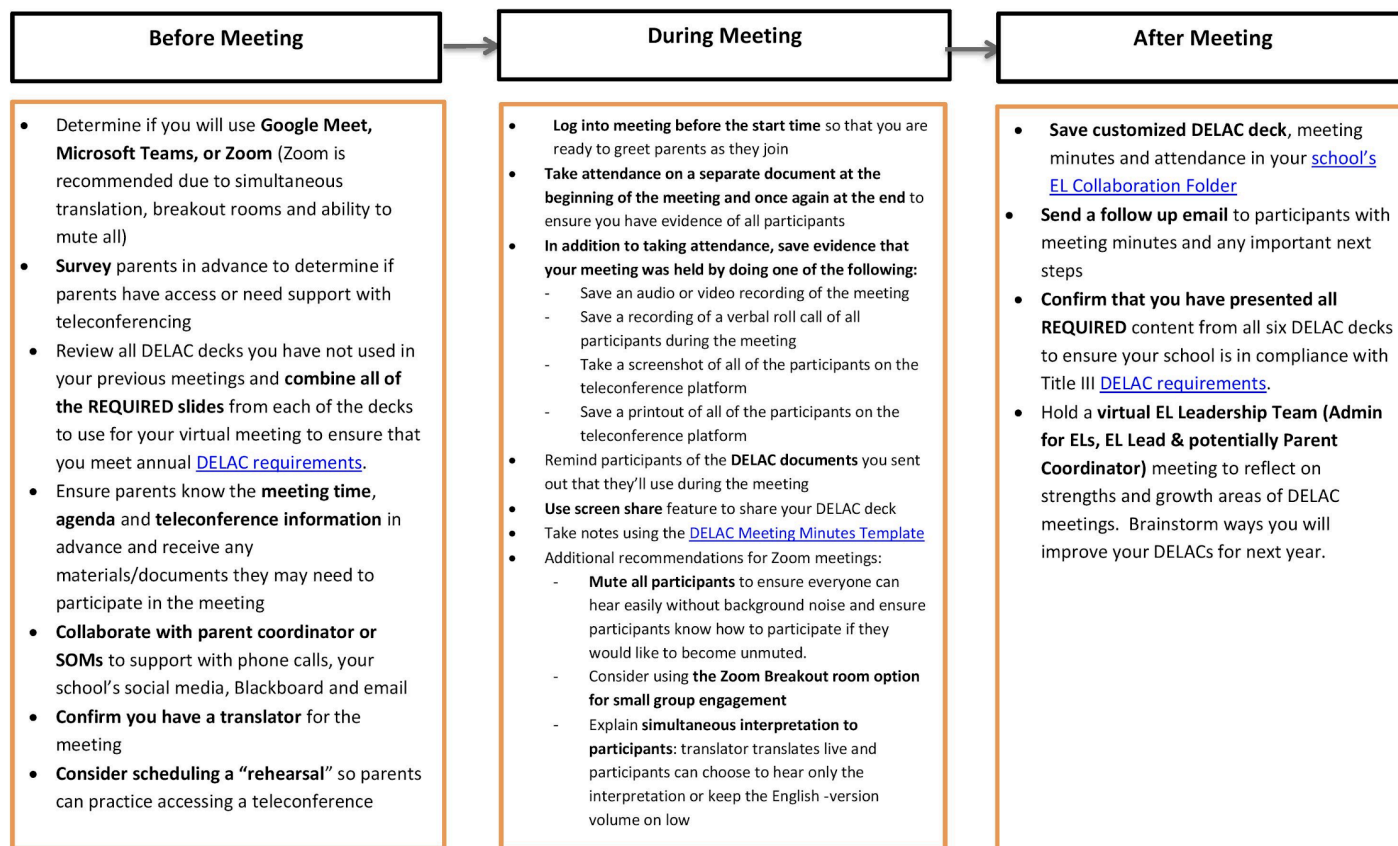 Before Meeting
During Meeting
After Meeting
• Determine if you will use Google Meet,
Microsoft Teams, or Zoom (Zoom is
recommended due to simultaneous
translation, breakout rooms and ability to
mute all)
• Survey parents in advance to determine if
parents have access or need support with
teleconferencing
• Review all DELAC decks you have not used in
your previous meetings and combine all of
the REQUIRED slides from each of the decks
to use for your virtual meeting to ensure that
you meet annual DELAC requirements.
• Ensure parents know the meeting time,
agenda and teleconference information in
advance and receive any
materials/documents they may need to
participate in the meeting
• Collaborate with parent coordinator or
SOMs to support with phone calls, your
school's social media, Blackboard and email
• Confirm you have a translator for the
meeting
• Consider scheduling a "rehearsal" so parents
can practice accessing a teleconference
• Log into meeting before the start time so that you are
ready to greet parents as they join
• Take attendance on a separate document at the
beginning of the meeting and once again at the end to
ensure you have evidence of all participants
• In addition to taking attendance, save evidence that
your meeting was held by doing one of the following:
- Save an audio or video recording of the meeting
- Save a recording of a verbal roll call of all
participants during the meeting
- Take a screenshot of all of the participants on the
teleconference platform
- Save a printout of all of the participants on the
teleconference platform
• Remind participants of the DELAC documents you sent
out that they'll use during the meeting
• Use screen share feature to share your DELAC deck
• Take notes using the DELAC Meeting Minutes Template
• Additional recommendations for Zoom meetings:
- Mute all participants to ensure everyone can
hear easily without background noise and ensure
participants know how to participate if they
would like to become unmuted.
- Consider using the Zoom Breakout room option
for small group engagement
- Explain simultaneous interpretation to
participants: translator translates live and
participants can choose to hear only the
interpretation or keep the English -version
volume on low
• Save customized DELAC deck, meeting
minutes and attendance in your school's
EL Collaboration Folder
• Send a follow up email to participants with
meeting minutes and any important next
steps
• Confirm that you have presented all
REQUIRED content from all six DELAC decks
to ensure your school is in compliance with
Title III DELAC requirements.
• Hold a virtual EL Leadership Team (Admin
for ELs, EL Lead & potentially Parent
Coordinator) meeting to reflect on
strengths and growth areas of DELAC
meetings. Brainstorm ways you will
improve your DELACs for next year.